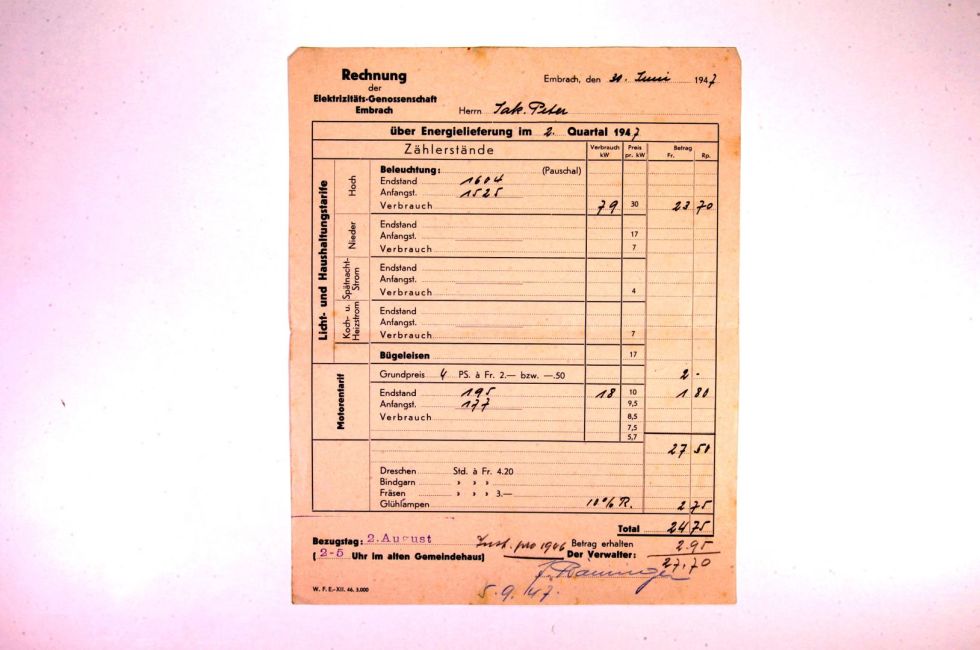 Rechnung
der
Elektrizitäts-Genossenschaft
Embrach
Embrach, den 30. Juni 1947
Herrn Jak. Peter
über Energielieferung im 2. Quartal 1947
Zählerstände
Verbrauch kW
Preis pr. kW
Betrag
Fr. Rp.
Licht- und Haushaltungstarife
Hoch
Beleuchtung: (Pauschal)
Endstand 1604
Anfangst. 1525
Verbrauch 79 30 23 70
Nieder
Endstand
Anfangst. 17
Verbrauch 7
Spätnacht-Strom
Endstand
Anfangst.
Verbrauch 4
Koch- u. Heizstrom
Endstand
Anfangst.
Verbrauch 7
Bügeleisen 17
Motorentarif
Grundpreis 4 PS. à Fr. 2.— bzw. —.50 2 -
Endstand 195 18 10 1 80
Anfangst. 177 9,5
Verbrauch 8,5
7,5
5,7
27 50
Dreschen Std. à Fr. 4.20
Bindgarn " " "
Fräsen " " " 3.—
Glühlampen 10% R. 2 75
Total 24 75
Bezugstag: 2. August
(2-5 Uhr im alten Gemeindehaus)
Inst. pro 1946
Betrag erhalten 2.95
Der Verwalter: 27.70
5.9.47.
W. F. E.-XII. 46. 3.000